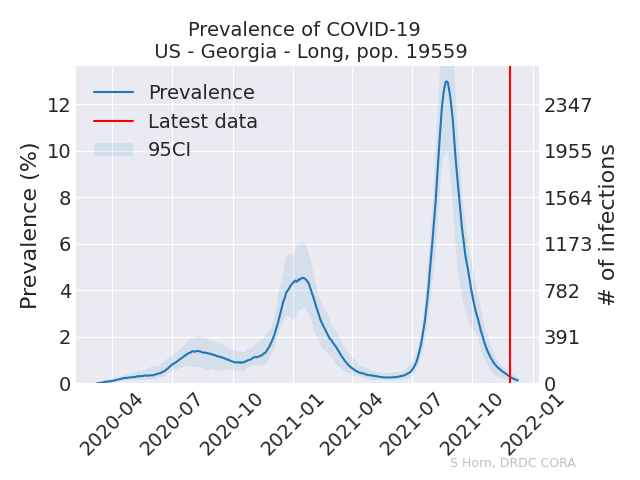 Prevalence of COVID-19
US - Georgia - Long, pop. 19559
Prevalence
Latest data
95CI
Prevalence (%)
12
10
8
6
4
2
0
2347
1955
1564
1173
782
391
0
# of infections
2020-04
2020-07
2020-10
2021-01
2021-04
2021-07
2021-10
2022-01
S Horn, DRDC CORA